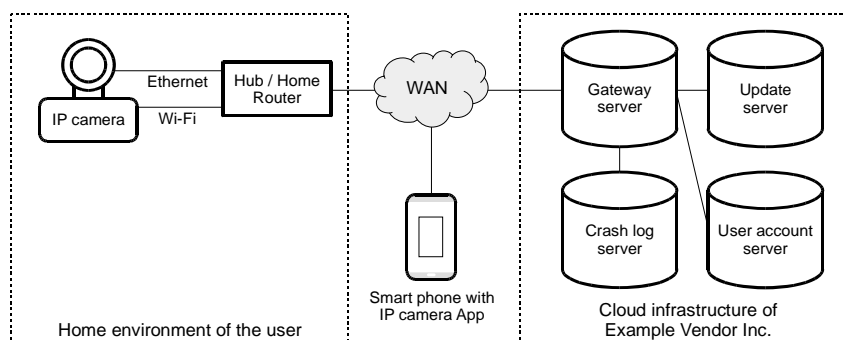 Ethernet
Wi-Fi
IP camera
Hub / Home
Router
WAN
Gateway
server
Update
server
Crash log
server
User account
server
Smart phone with
IP camera App
Home environment of the user
Cloud infrastructure of
Example Vendor Inc.